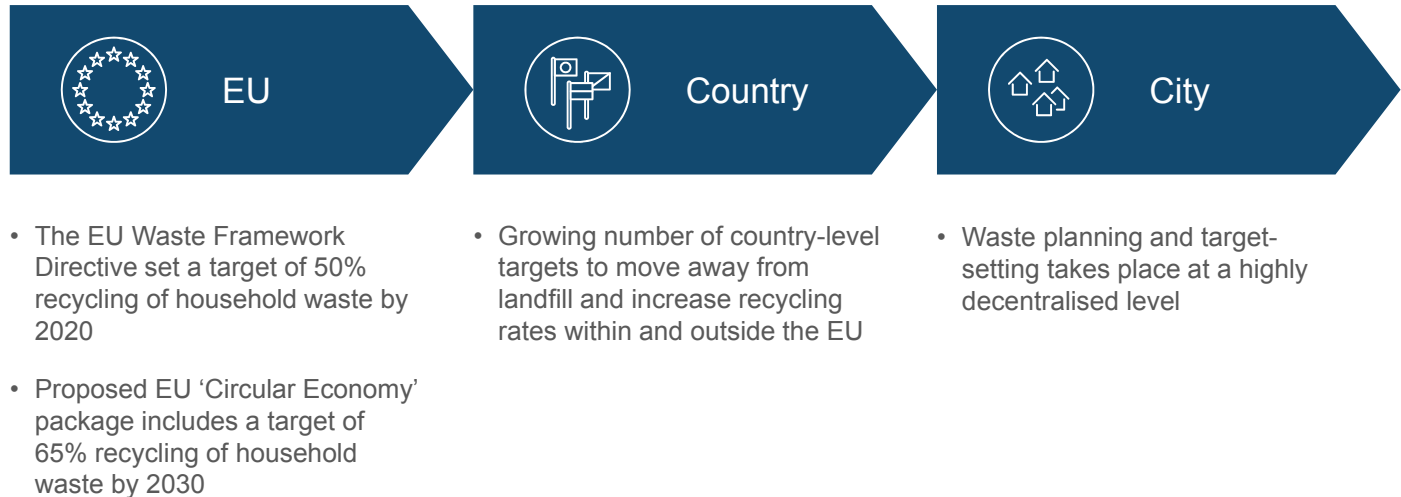 EU
Country
City
• The EU Waste Framework
Directive set a target of 50%
recycling of household waste by
2020
• Proposed EU ‘Circular Economy’
package includes a target of
65% recycling of household
waste by 2030
• Growing number of country-level
targets to move away from
landfill and increase recycling
rates within and outside the EU
• Waste planning and target-
setting takes place at a highly
decentralised level